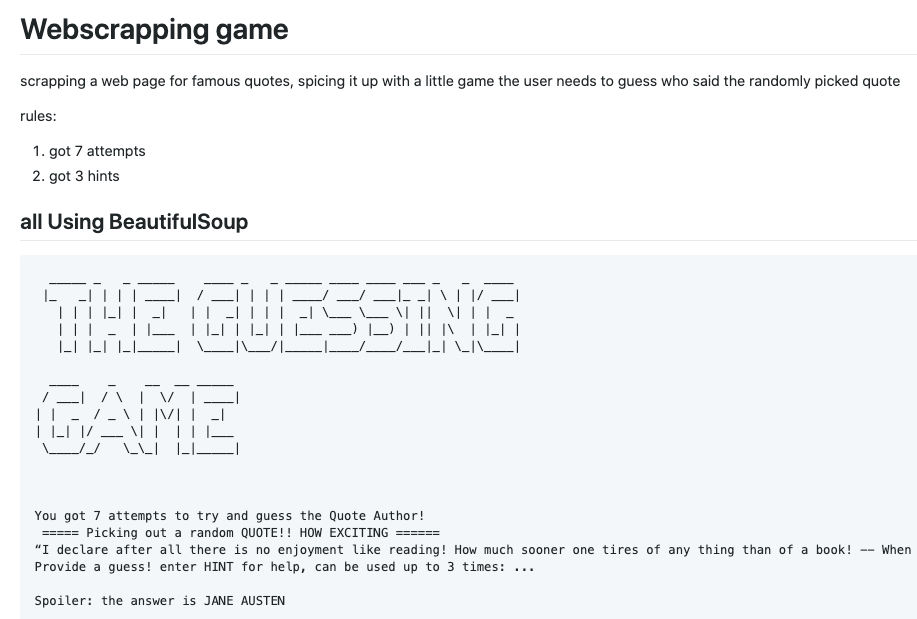 Webscrapping game
scrapping a web page for famous quotes, spicing it up with a little game the user needs to guess who said the randomly picked quote
rules:
1. got 7 attempts
2. got 3 hints
all Using BeautifulSoup
THE GUESSING
GAME
You got 7 attempts to try and guess the Quote Author!
===== Picking out a random QUOTE!! HOW EXCITING ======
“I declare after all there is no enjoyment like reading! How much sooner one tires of any thing than of a book! -- When
Provide a guess! enter HINT for help, can be used up to 3 times: ...
Spoiler: the answer is JANE AUSTEN